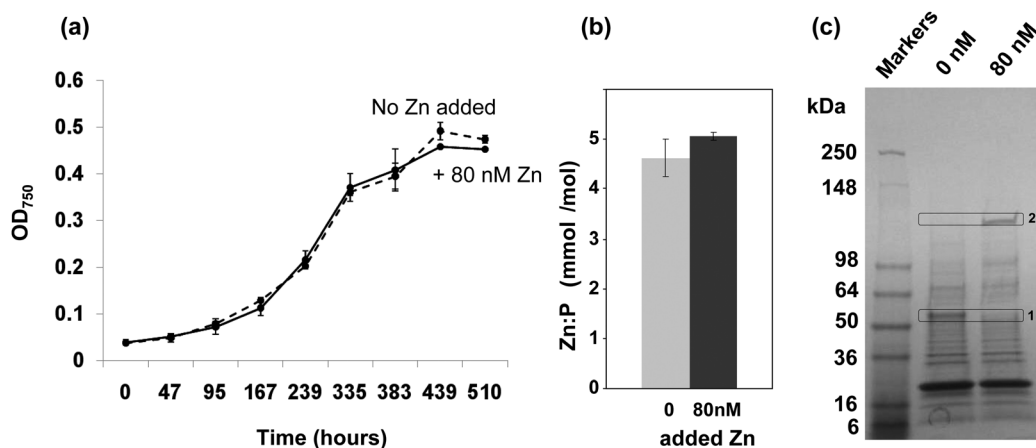 (a)
OD750
0.6
0.5
0.4
0.3
0.2
0.1
0
No Zn added
+ 80 nM Zn
0 47 95 167 239 335 383 439 510
Time (hours)
(b)
Zn:P (mmol /mol)
5
4
3
2
1
0
0 80nM
added Zn
(c)
Markers
0 nM
80 nM
kDa
250
148
98
64
50
36
16
6
2
1